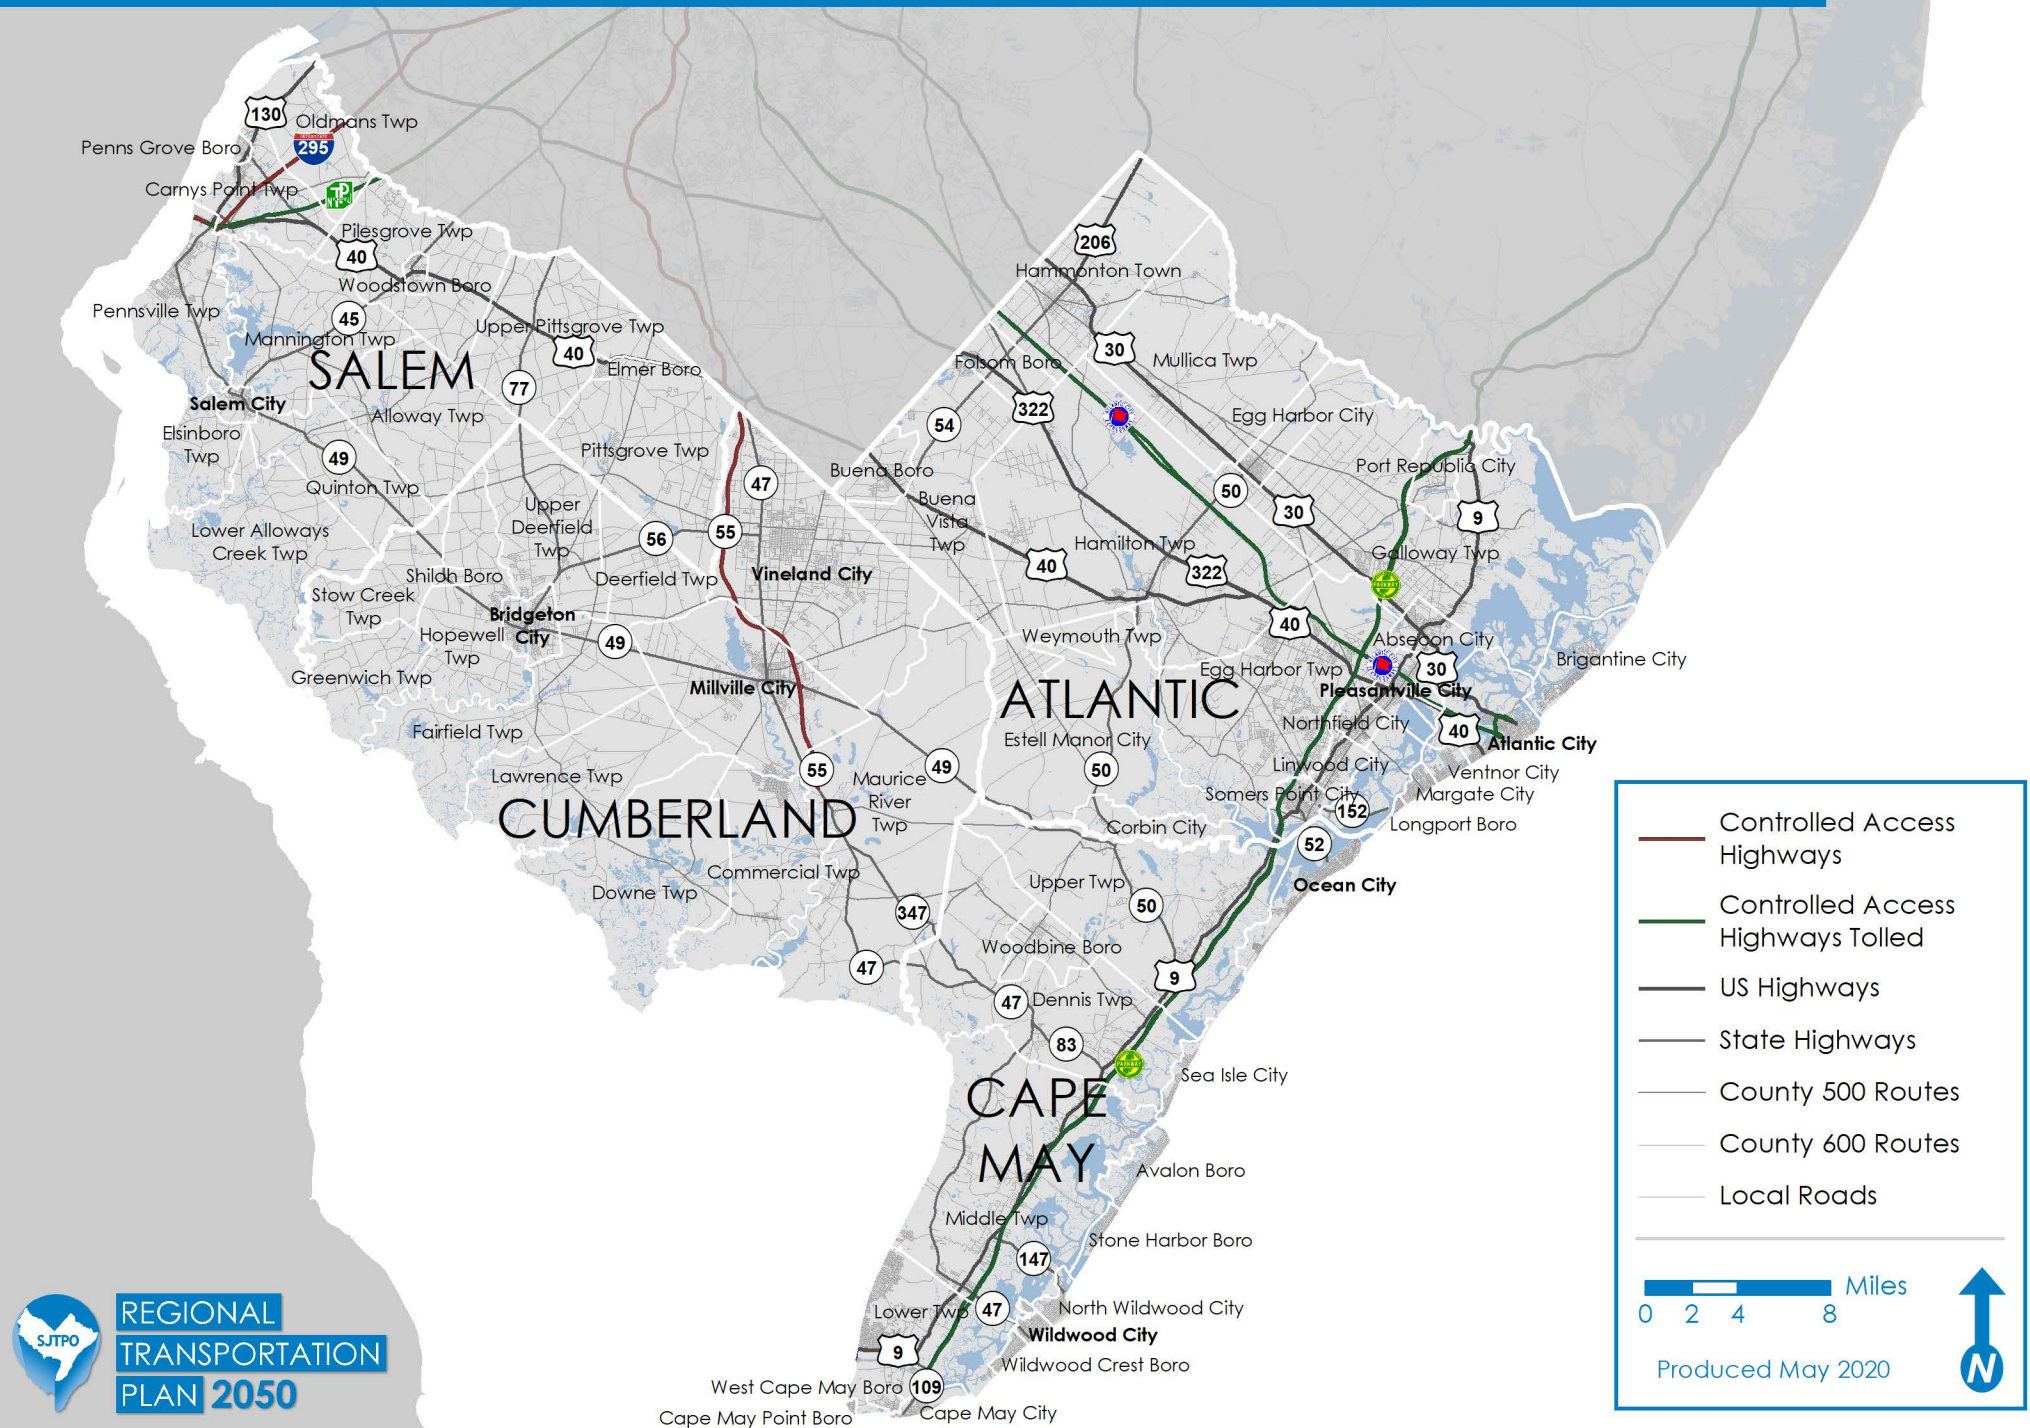 130
Oldmans Twp
Penns Grove Boro
INTERSTATE
295
Carnys Point Twp
TP
Pilesgrove Twp
40
Woodstown Boro
Pennsville Twp
45
Mannington Twp
Upper Pittsgrove Twp
40
Elmer Boro
SALEM
77
Salem City
Alloway Twp
Elsinboro
Twp
49
Quinton Twp
Pittsgrove Twp
47
Upper
Deerfield
Twp
Lower Alloways
Creek Twp
56
55
Shiloh Boro
Deerfield Twp
Vineland City
Stow Creek
Twp
Bridgeton
City
Hopewell
Twp
49
Greenwich Twp
Millville City
Fairfield Twp
Lawrence Twp
55
Maurice
River
Twp
49
CUMBERLAND
Commercial Twp
Downe Twp
347
47
206
Hammonton Town
30
Mullica Twp
Folsom Boro
322
54
Egg Harbor City
Buena Boro
Port Republic City
Buena
Vista
Twp
50
30
9
Hamilton Twp
Galloway Twp
40
322
PARKWAY
40
Weymouth Twp
Absecon City
Brigantine City
Egg Harbor Twp
30
Pleasantville City
ATLANTIC
Northfield City
40
Estell Manor City
Atlantic City
50
Linwood City
Ventnor City
Somers Point City
Margate City
152
Longport Boro
Corbin City
52
Upper Twp
Ocean City
50
Woodbine Boro
9
47
Dennis Twp
83
PARKWAY
Sea Isle City
CAPE
MAY
Avalon Boro
Middle Twp
Stone Harbor Boro
147
Lower Twp
47
North Wildwood City
Wildwood City
9
Wildwood Crest Boro
West Cape May Boro
109
Cape May Point Boro
Cape May City
Controlled Access
Highways
Controlled Access
Highways Tolled
US Highways
State Highways
County 500 Routes
County 600 Routes
Local Roads
Miles
0 2 4 8
Produced May 2020
N
SJTPO
REGIONAL
TRANSPORTATION
PLAN 2050